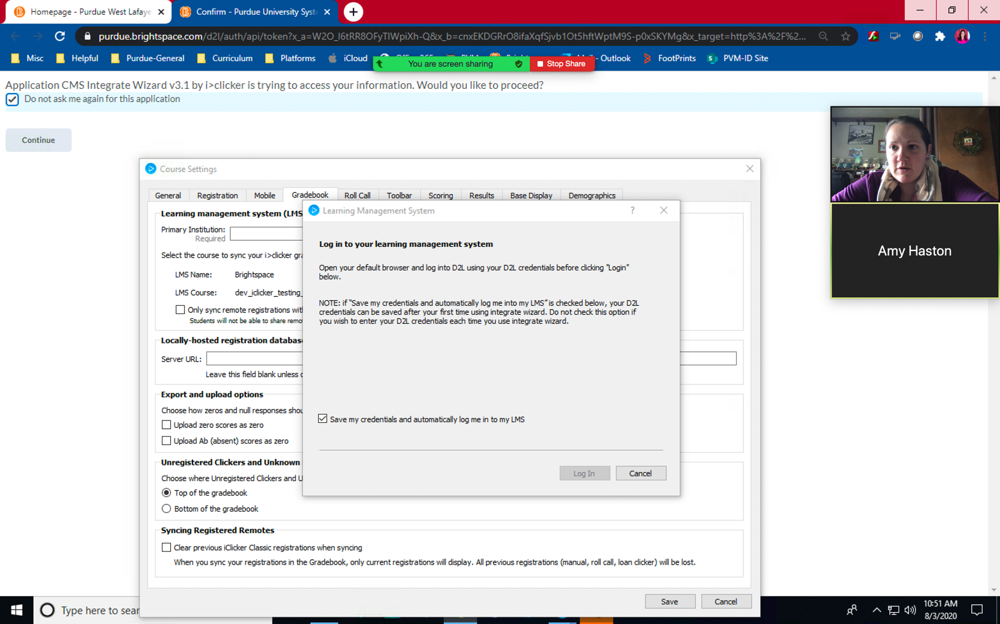 Homepage - Purdue West Lafaye
Confirm - Purdue University Syste
purdue.brightspace.com/d2l/auth/api/token?x_a=W2O_I6tRR8OFyTIWpiXh-Q&x_b=cnxEKDGRrO8ifaXqfSjvb1Ot5hftWptM9S-p0xSKYMg&x_target=http%3A%2F%2...
Misc Helpful Purdue-General Curriculum Platforms iCloud Outlook FootPrints PVM-ID Site
You are screen sharing Stop Share
Application CMS Integrate Wizard v3.1 by i>clicker is trying to access your information. Would you like to proceed?
Do not ask me again for this application
Continue
Amy Haston
Course Settings
General Registration Mobile Gradebook Roll Call Toolbar Scoring Results Base Display Demographics
Learning management system (LMS
Primary Institution:
Required
Select the course to sync your i>clicker gra
LMS Name: Brightspace
LMS Course: dev_iclicker_testing_
Only sync remote registrations wit
Students will not be able to share remo
Locally-hosted registration database
Server URL:
Leave this field blank unless
Export and upload options
Choose how zeros and null responses shou
Upload zero scores as zero
Upload Ab (absent) scores as zero
Unregistered Clickers and Unknown
Choose where Unregistered Clickers and U
Top of the gradebook
Bottom of the gradebook
Syncing Registered Remotes
Clear previous iClicker Classic registrations when syncing
When you sync your registrations in the Gradebook, only current registrations will display. All previous registrations (manual, roll call, loan clicker) will be lost.
Save Cancel
Learning Management System ?
Log in to your learning management system
Open your default browser and log into D2L using your D2L credentials before clicking "Login"
below.
NOTE: if “Save my credentials and automatically log me into my LMS” is checked below, your D2L
credentials can be saved after your first time using integrate wizard. Do not check this option if
you wish to enter your D2L credentials each time you use integrate wizard.
Save my credentials and automatically log me in to my LMS
Log In Cancel
Type here to sear
10:51 AM
8/3/2020